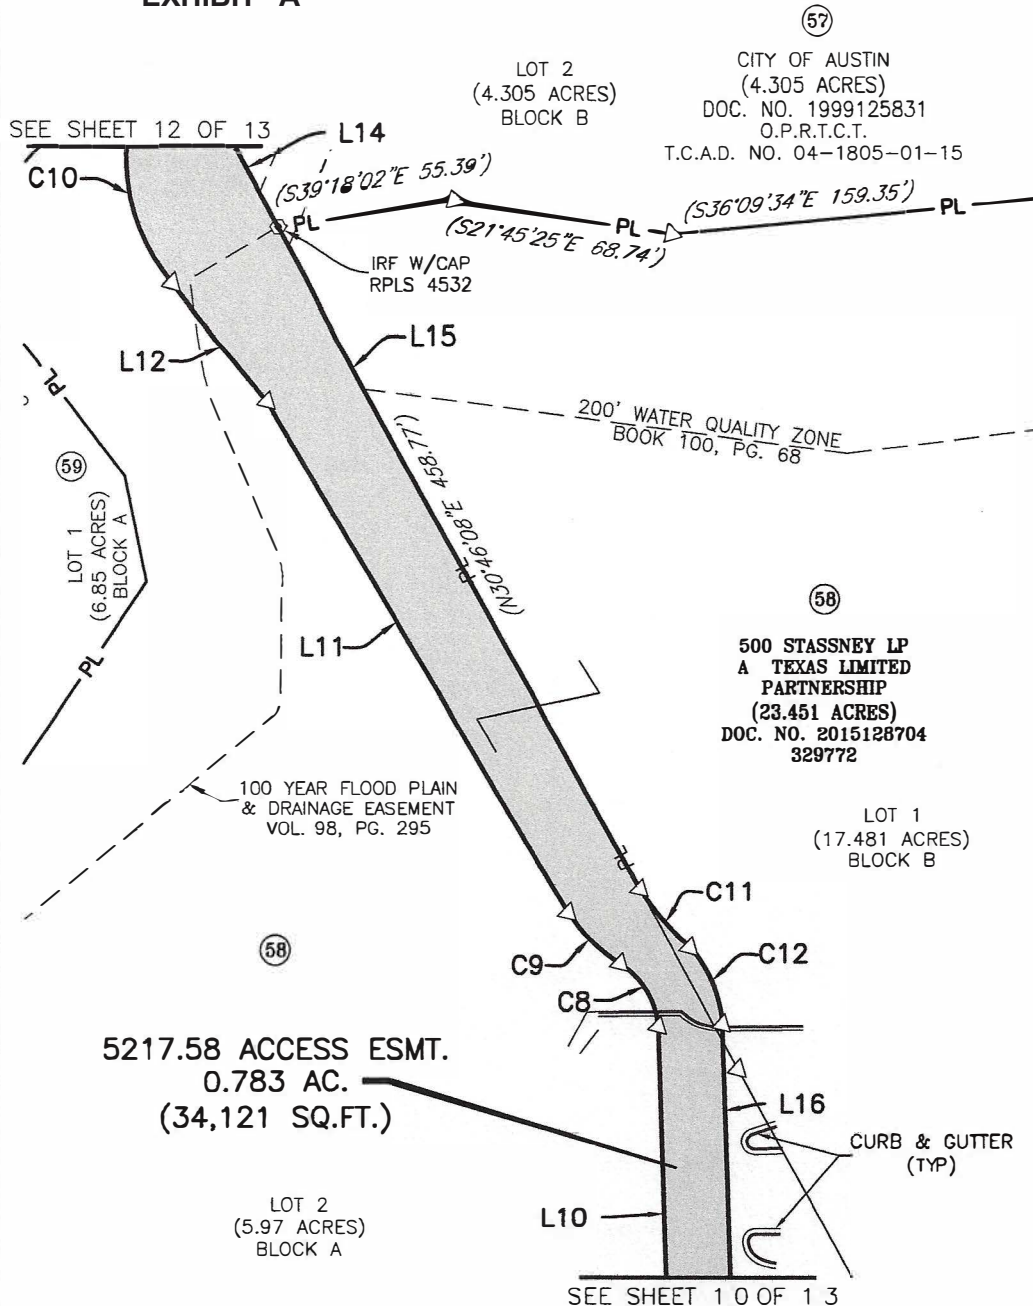 EXHIBIT "A"
57
CITY OF AUSTIN
(4.305 ACRES)
DOC. NO. 1999125831
O.P.R.T.C.T.
T.C.A.D. NO. 04-1805-01-15
LOT 2
(4.305 ACRES)
BLOCK B
SEE SHEET 12 OF 13
L14
C10
(S39°18'02"E 55.39')
PL
(S21°45'25"E 68.74')
PL
(S36°09'34"E 159.35')
PL
IRF W/CAP
RPLS 4532
L15
L12
PL
200' WATER QUALITY ZONE
BOOK 100, PG. 68
59
LOT 1
(6.85 ACRES)
BLOCK A
(N30°46'08"E 458.77')
PL
PL
L11
58
500 STASSNEY LP
A TEXAS LIMITED
PARTNERSHIP
(23.451 ACRES)
DOC. NO. 2015128704
329772
100 YEAR FLOOD PLAIN
& DRAINAGE EASEMENT
VOL. 98, PG. 295
LOT 1
(17.481 ACRES)
BLOCK B
PL
C11
58
C9
C12
C8
5217.58 ACCESS ESMT.
0.783 AC.
(34,121 SQ.FT.)
L16
CURB & GUTTER
(TYP)
LOT 2
(5.97 ACRES)
BLOCK A
L10
SEE SHEET 1 0 OF 1 3